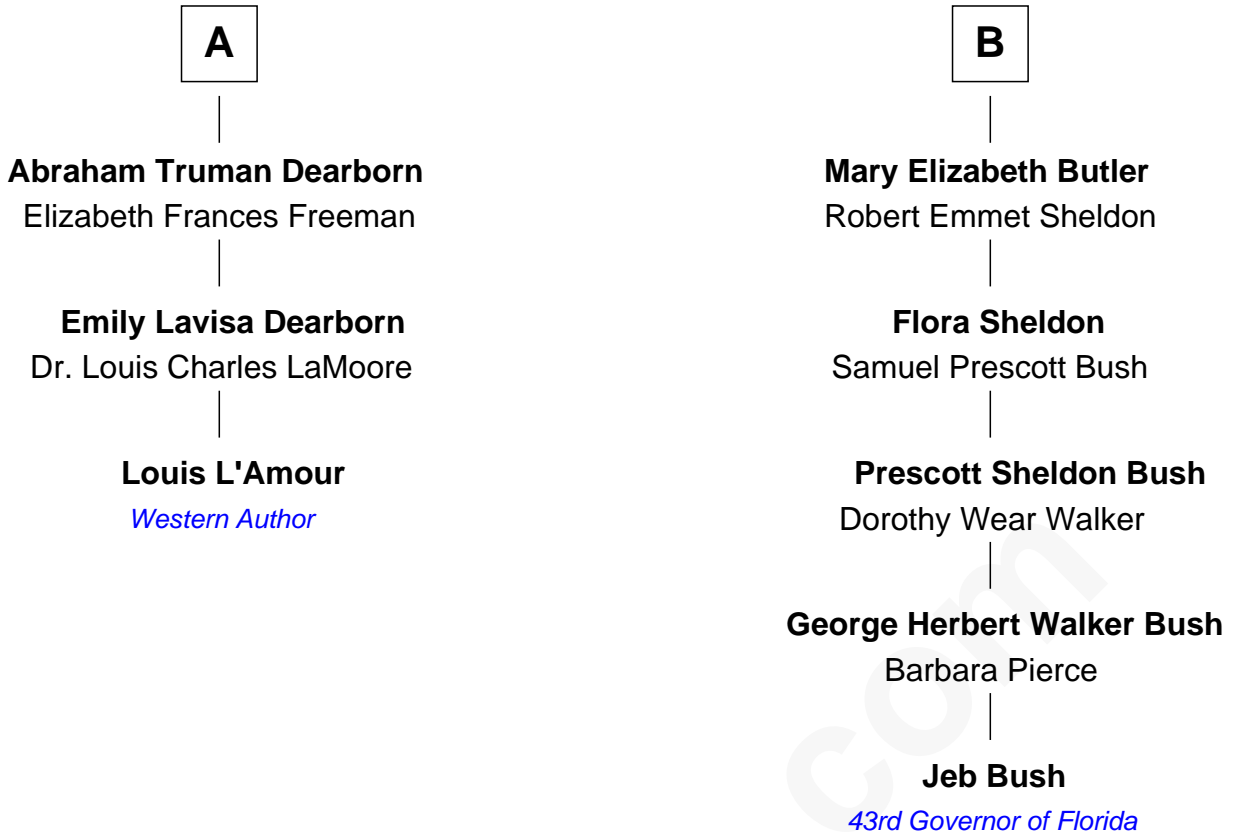 A
Abraham Truman Dearborn
Elizabeth Frances Freeman
Emily Lavisa Dearborn
Dr. Louis Charles LaMoore
Louis L'Amour
Western Author
B
Mary Elizabeth Butler
Robert Emmet Sheldon
Flora Sheldon
Samuel Prescott Bush
Prescott Sheldon Bush
Dorothy Wear Walker
George Herbert Walker Bush
Barbara Pierce
Jeb Bush
43rd Governor of Florida
com